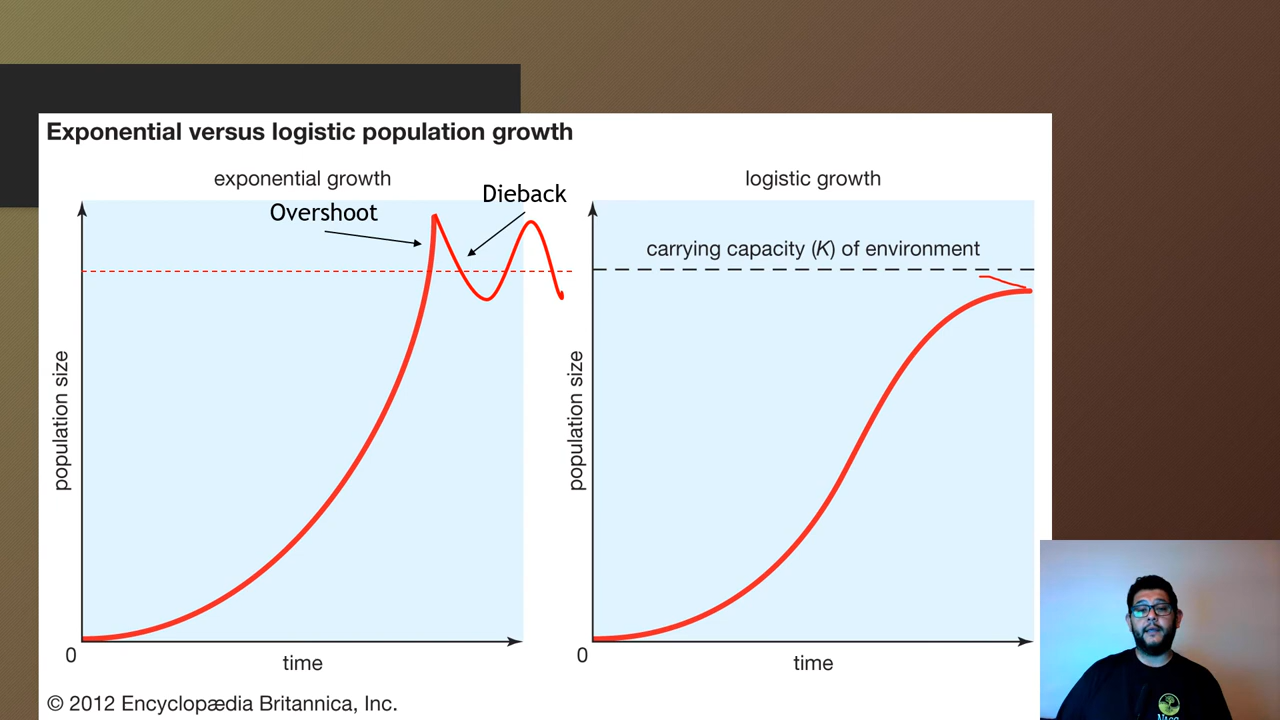 Exponential versus logistic population growth
exponential growth
Overshoot
Dieback
population size
0
time
logistic growth
carrying capacity (K) of environment
population size
0
time
© 2012 Encyclopædia Britannica, Inc.